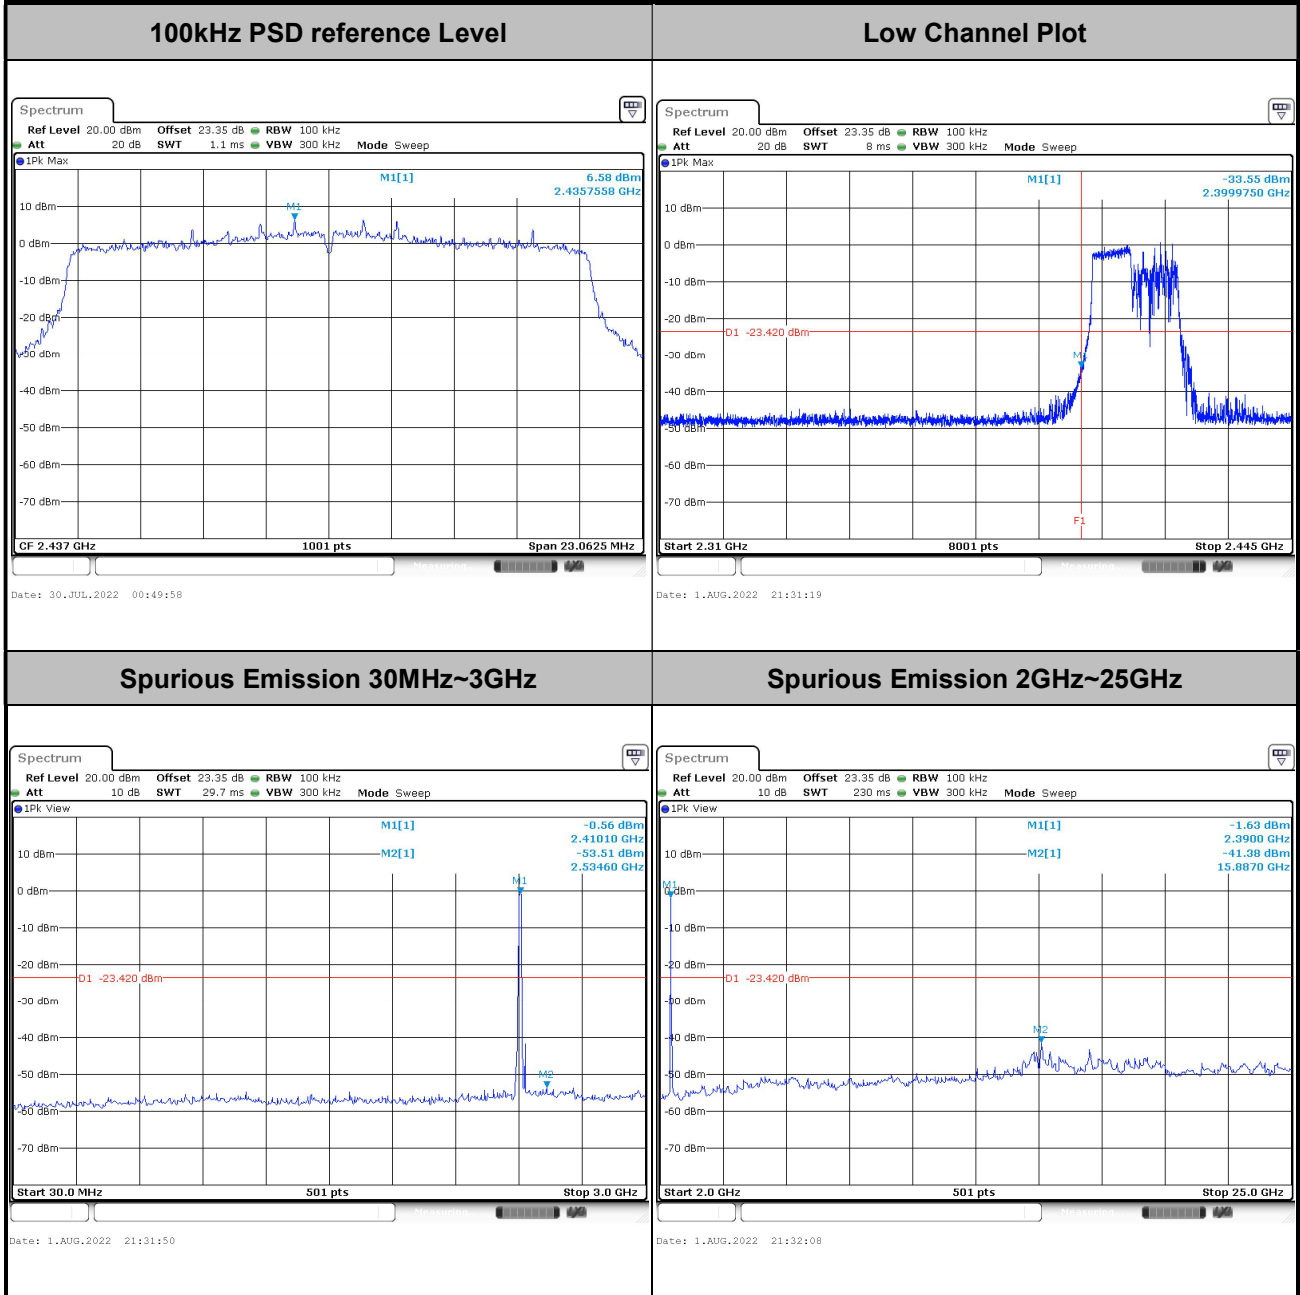 100kHz PSD reference Level
Spectrum
Ref Level 20.00 dBm Offset 23.35 dB RBW 100 kHz
Att 20 dB SWT 1.1 ms VBW 300 kHz Mode Sweep
1Pk Max
M1[1] 6.58 dBm
2.4357558 GHz
M1
10 dBm
0 dBm
-10 dBm
-20 dBm
-30 dBm
-40 dBm
-50 dBm
-60 dBm
-70 dBm
CF 2.437 GHz 1001 pts Span 23.0625 MHz
Measuring...
Date: 30.JUL.2022 00:49:58
Low Channel Plot
Spectrum
Ref Level 20.00 dBm Offset 23.35 dB RBW 100 kHz
Att 20 dB SWT 8 ms VBW 300 kHz Mode Sweep
1Pk Max
M1[1] -33.55 dBm
2.3999750 GHz
10 dBm
0 dBm
-10 dBm
-20 dBm
D1 -23.420 dBm
-30 dBm
-40 dBm
-50 dBm
-60 dBm
-70 dBm
F1
Start 2.31 GHz 8001 pts Stop 2.445 GHz
Measuring...
Date: 1.AUG.2022 21:31:19
Spurious Emission 30MHz~3GHz
Spectrum
Ref Level 20.00 dBm Offset 23.35 dB RBW 100 kHz
Att 10 dB SWT 29.7 ms VBW 300 kHz Mode Sweep
1Pk View
M1[1] -0.56 dBm
2.41010 GHz
M2[1] -53.51 dBm
2.53460 GHz
10 dBm
M1
0 dBm
-10 dBm
-20 dBm
D1 -23.420 dBm
-30 dBm
-40 dBm
-50 dBm
M2
-60 dBm
-70 dBm
Start 30.0 MHz 501 pts Stop 3.0 GHz
Measuring...
Date: 1.AUG.2022 21:31:50
Spurious Emission 2GHz~25GHz
Spectrum
Ref Level 20.00 dBm Offset 23.35 dB RBW 100 kHz
Att 10 dB SWT 230 ms VBW 300 kHz Mode Sweep
1Pk View
M1[1] -1.63 dBm
2.3900 GHz
M2[1] -41.38 dBm
15.8870 GHz
10 dBm
M1
0 dBm
-10 dBm
-20 dBm
D1 -23.420 dBm
-30 dBm
M2
-40 dBm
-50 dBm
-60 dBm
-70 dBm
Start 2.0 GHz 501 pts Stop 25.0 GHz
Measuring...
Date: 1.AUG.2022 21:32:08